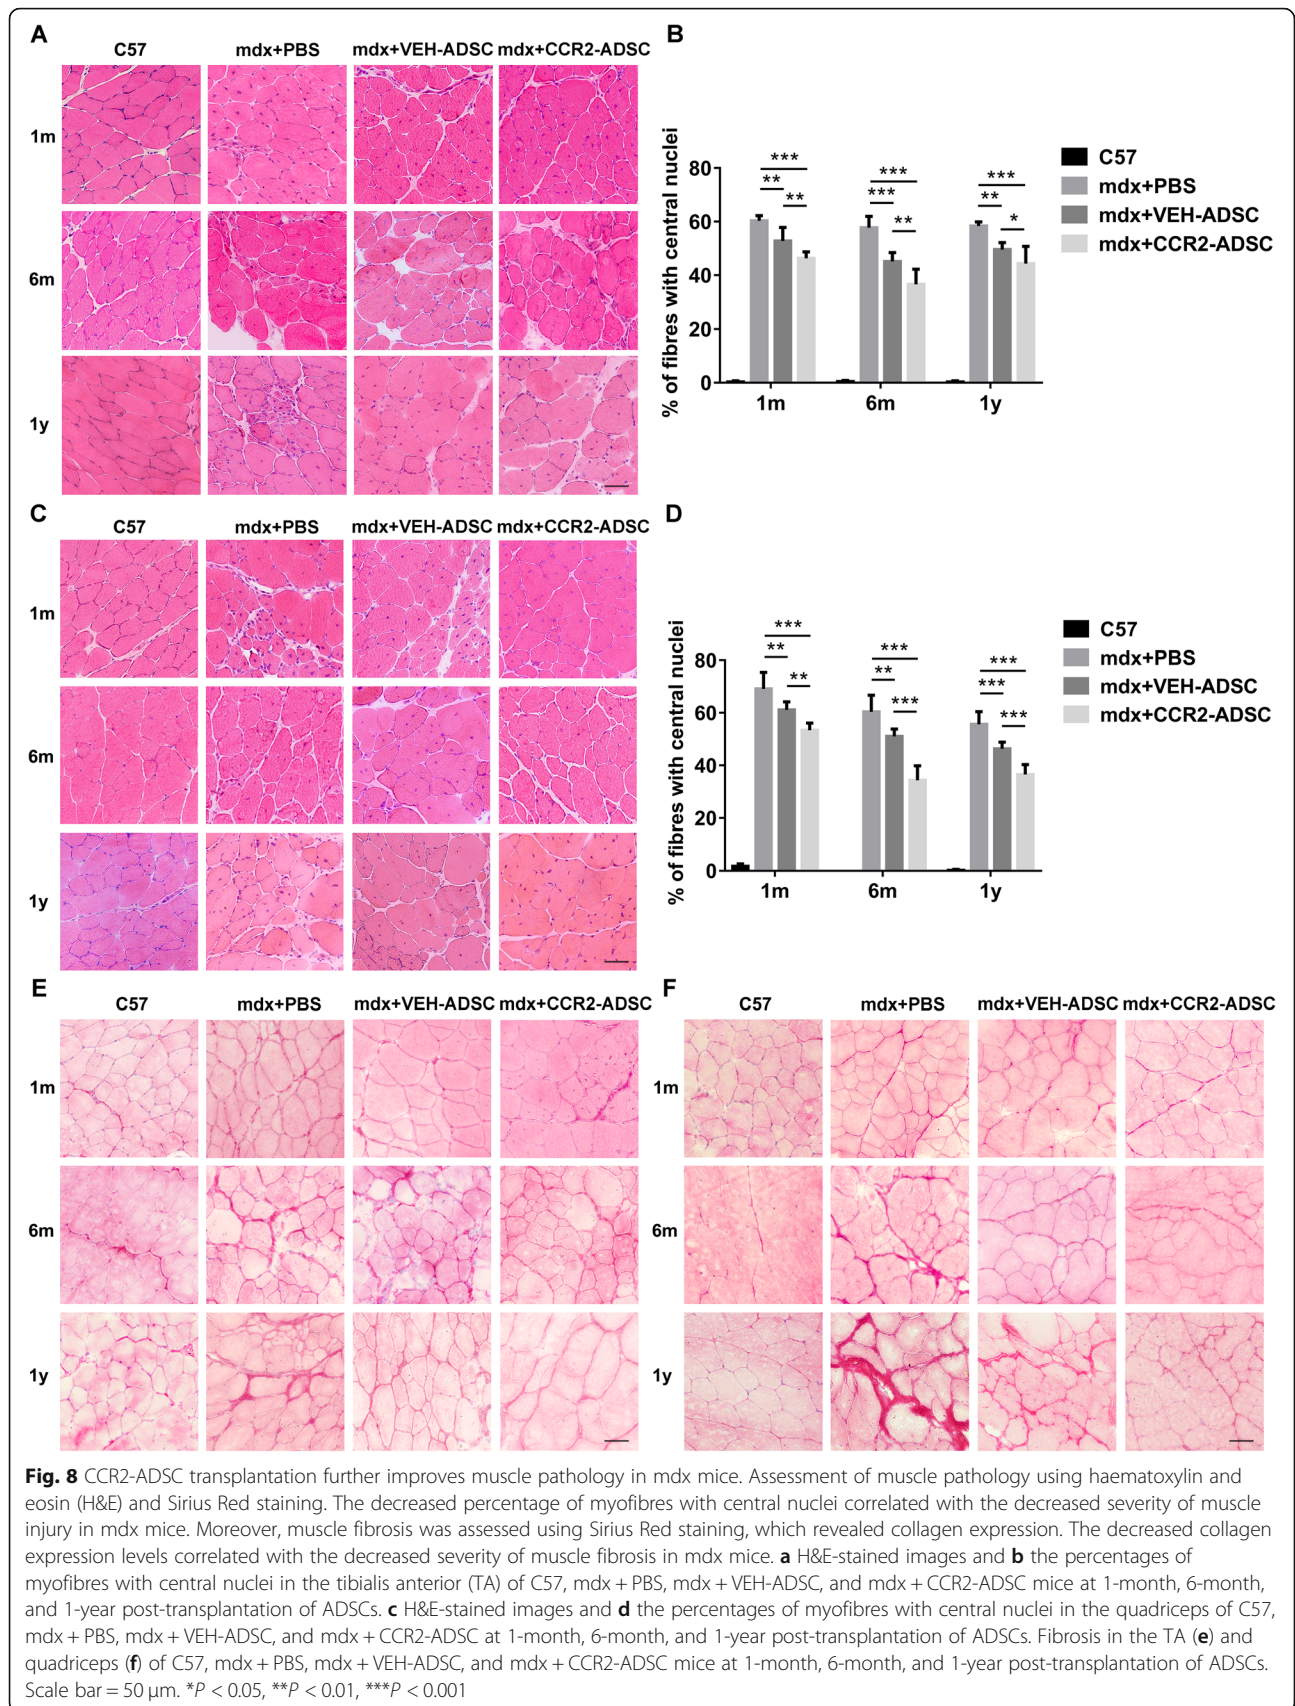 A
C57 mdx+PBS mdx+VEH-ADSC mdx+CCR2-ADSC
1m
6m
1y
B
% of fibres with central nuclei
80
60
40
20
0
*** ** ** *** *** ** *** ** *
1m 6m 1y
C57
mdx+PBS
mdx+VEH-ADSC
mdx+CCR2-ADSC
C
C57 mdx+PBS mdx+VEH-ADSC mdx+CCR2-ADSC
1m
6m
1y
D
% of fibres with central nuclei
80
60
40
20
0
*** ** ** *** ** *** *** *** ***
1m 6m 1y
C57
mdx+PBS
mdx+VEH-ADSC
mdx+CCR2-ADSC
E
C57 mdx+PBS mdx+VEH-ADSC mdx+CCR2-ADSC
1m
6m
1y
F
C57 mdx+PBS mdx+VEH-ADSC mdx+CCR2-ADSC
1m
6m
1y
Fig. 8 CCR2-ADSC transplantation further improves muscle pathology in mdx mice. Assessment of muscle pathology using haematoxylin and
eosin (H&E) and Sirius Red staining. The decreased percentage of myofibres with central nuclei correlated with the decreased severity of muscle
injury in mdx mice. Moreover, muscle fibrosis was assessed using Sirius Red staining, which revealed collagen expression. The decreased collagen
expression levels correlated with the decreased severity of muscle fibrosis in mdx mice. a H&E-stained images and b the percentages of
myofibres with central nuclei in the tibialis anterior (TA) of C57, mdx + PBS, mdx + VEH-ADSC, and mdx + CCR2-ADSC mice at 1-month, 6-month,
and 1-year post-transplantation of ADSCs. c H&E-stained images and d the percentages of myofibres with central nuclei in the quadriceps of C57,
mdx + PBS, mdx + VEH-ADSC, and mdx + CCR2-ADSC at 1-month, 6-month, and 1-year post-transplantation of ADSCs. Fibrosis in the TA (e) and
quadriceps (f) of C57, mdx + PBS, mdx + VEH-ADSC, and mdx + CCR2-ADSC mice at 1-month, 6-month, and 1-year post-transplantation of ADSCs.
Scale bar = 50 μm. *P < 0.05, **P < 0.01, ***P < 0.001